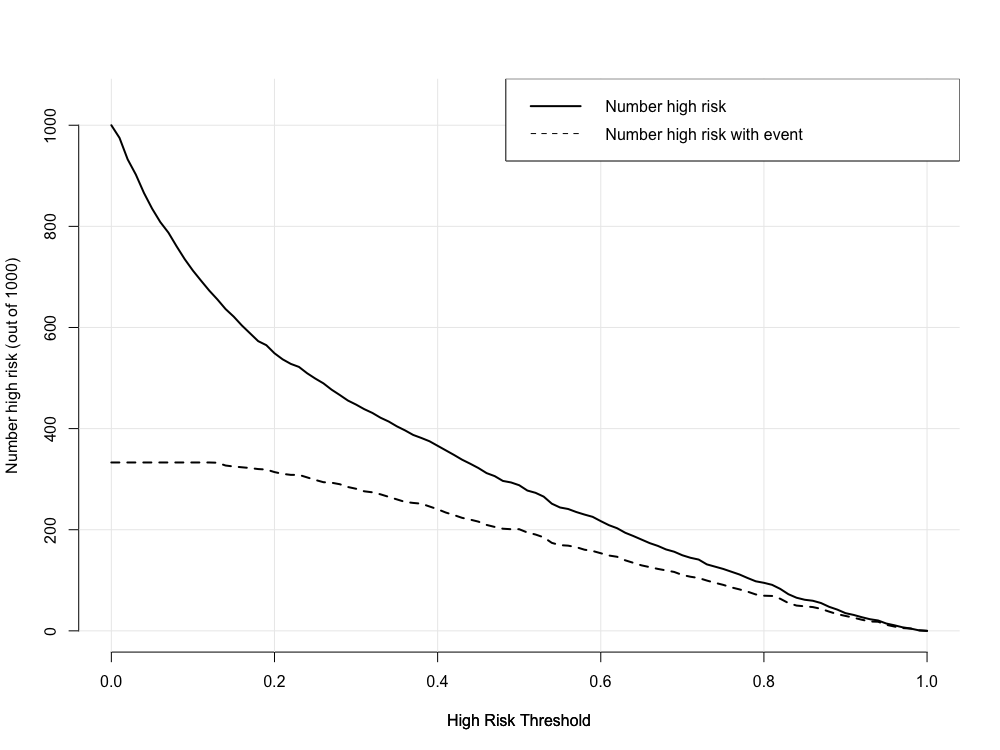 Number high risk
Number high risk with event
Number high risk (out of 1000)
1000
800
600
400
200
0
0.0 0.2 0.4 0.6 0.8 1.0
High Risk Threshold